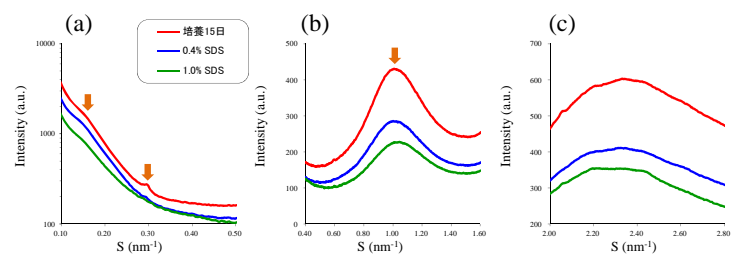 (a)
(b)
(c)
培養15日
0.4% SDS
1.0% SDS
Intensity (a.u.)
10000
1000
100
0.10
0.20
0.30
0.40
0.50
S (nm-1)
Intensity (a.u.)
500
400
300
200
100
0
0.40
0.60
0.80
1.00
1.20
1.40
1.60
S (nm-1)
Intensity (a.u.)
700
600
500
400
300
200
2.00
2.20
2.40
2.60
2.80
S (nm-1)